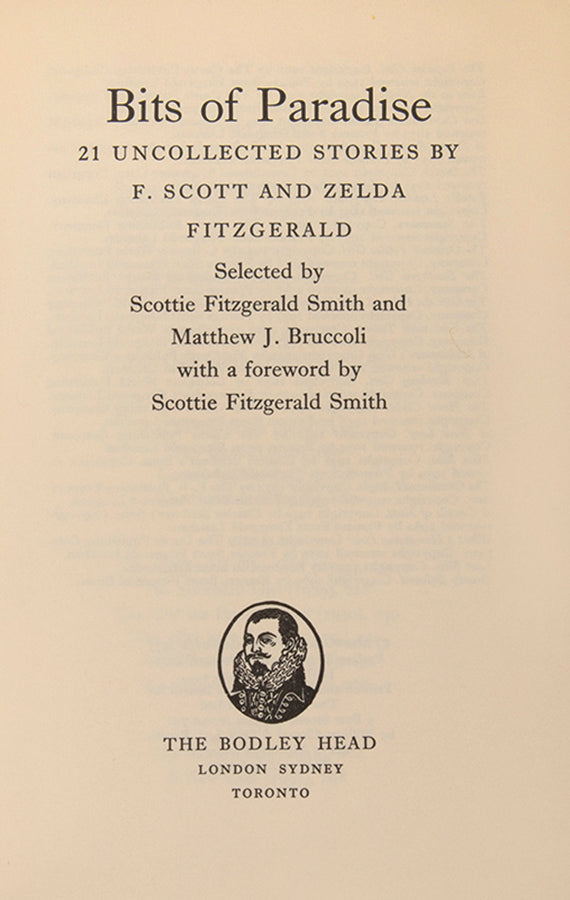 Bits of Paradise
21 UNCOLLECTED STORIES BY
F. SCOTT AND ZELDA
FITZGERALD
Selected by
Scottie Fitzgerald Smith and
Matthew J. Bruccoli
with a foreword by
Scottie Fitzgerald Smith
THE BODLEY HEAD
LONDON SYDNEY
TORONTO